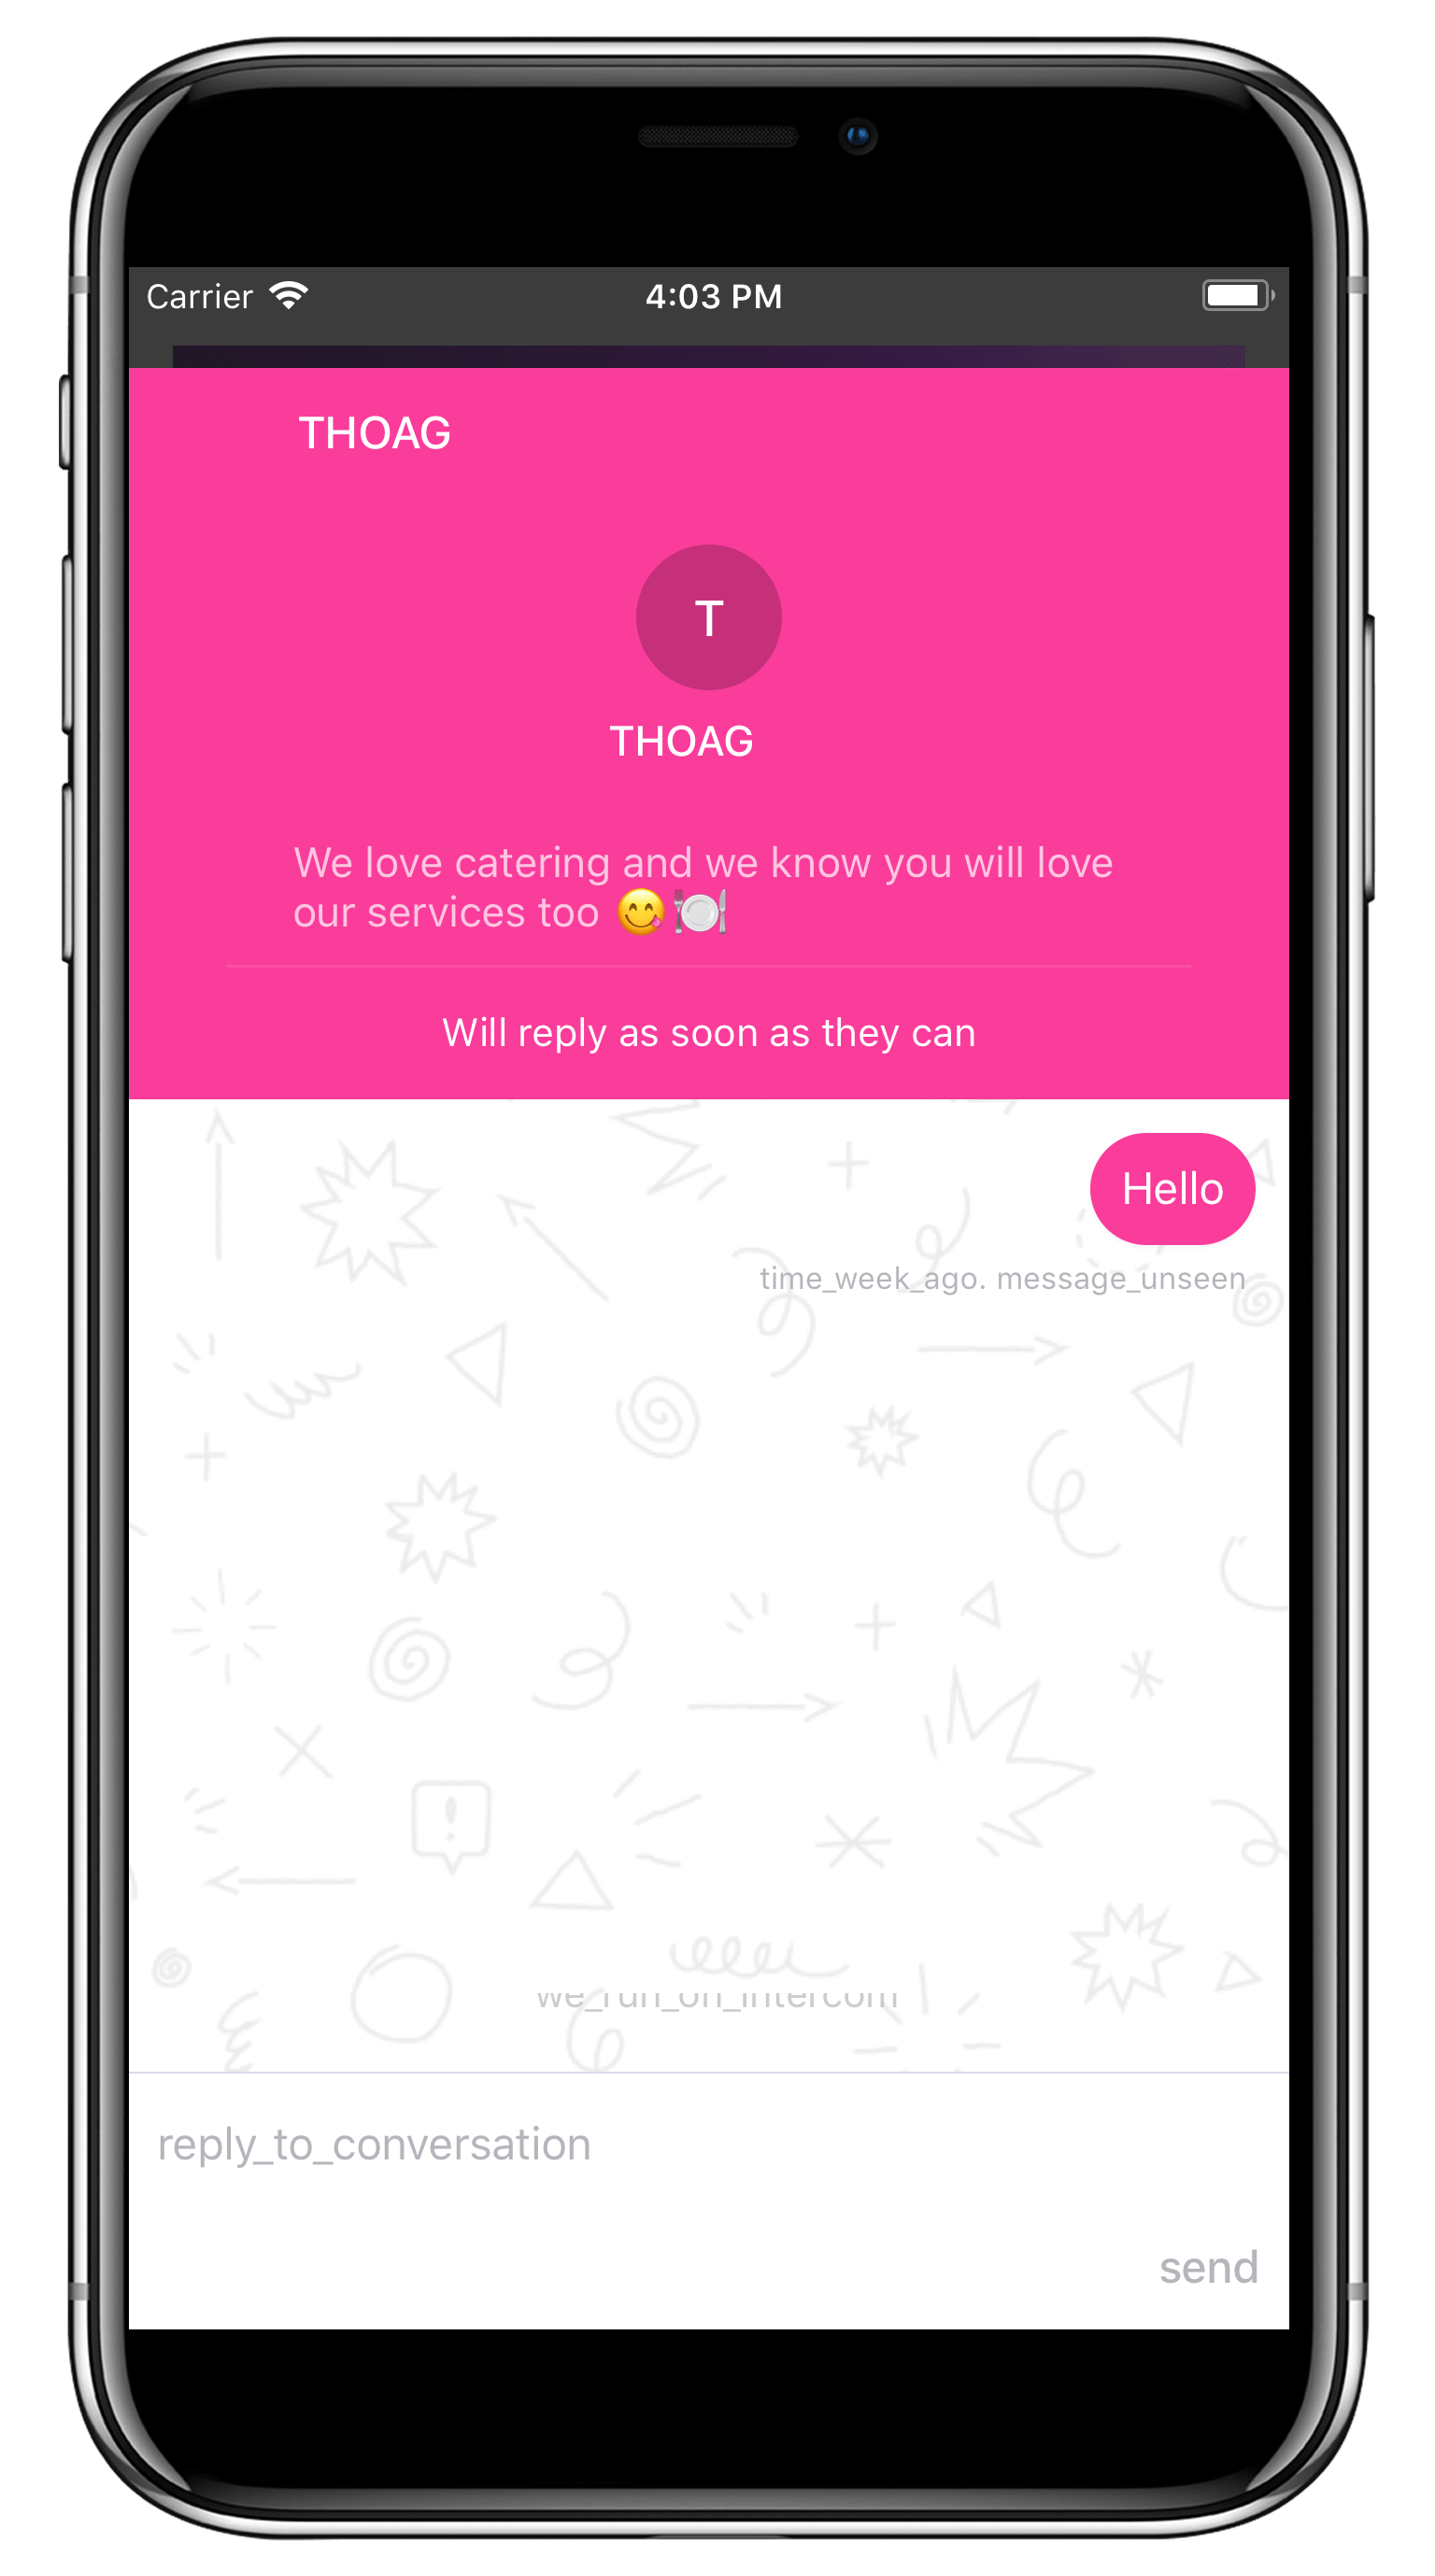 Carrier 4:03 PM
THOAG
T
THOAG
We love catering and we know you will love
our services too 😋🍽️
Will reply as soon as they can
Hello
time_week_ago. message_unseen
we_run_on_intercom
reply_to_conversation
send